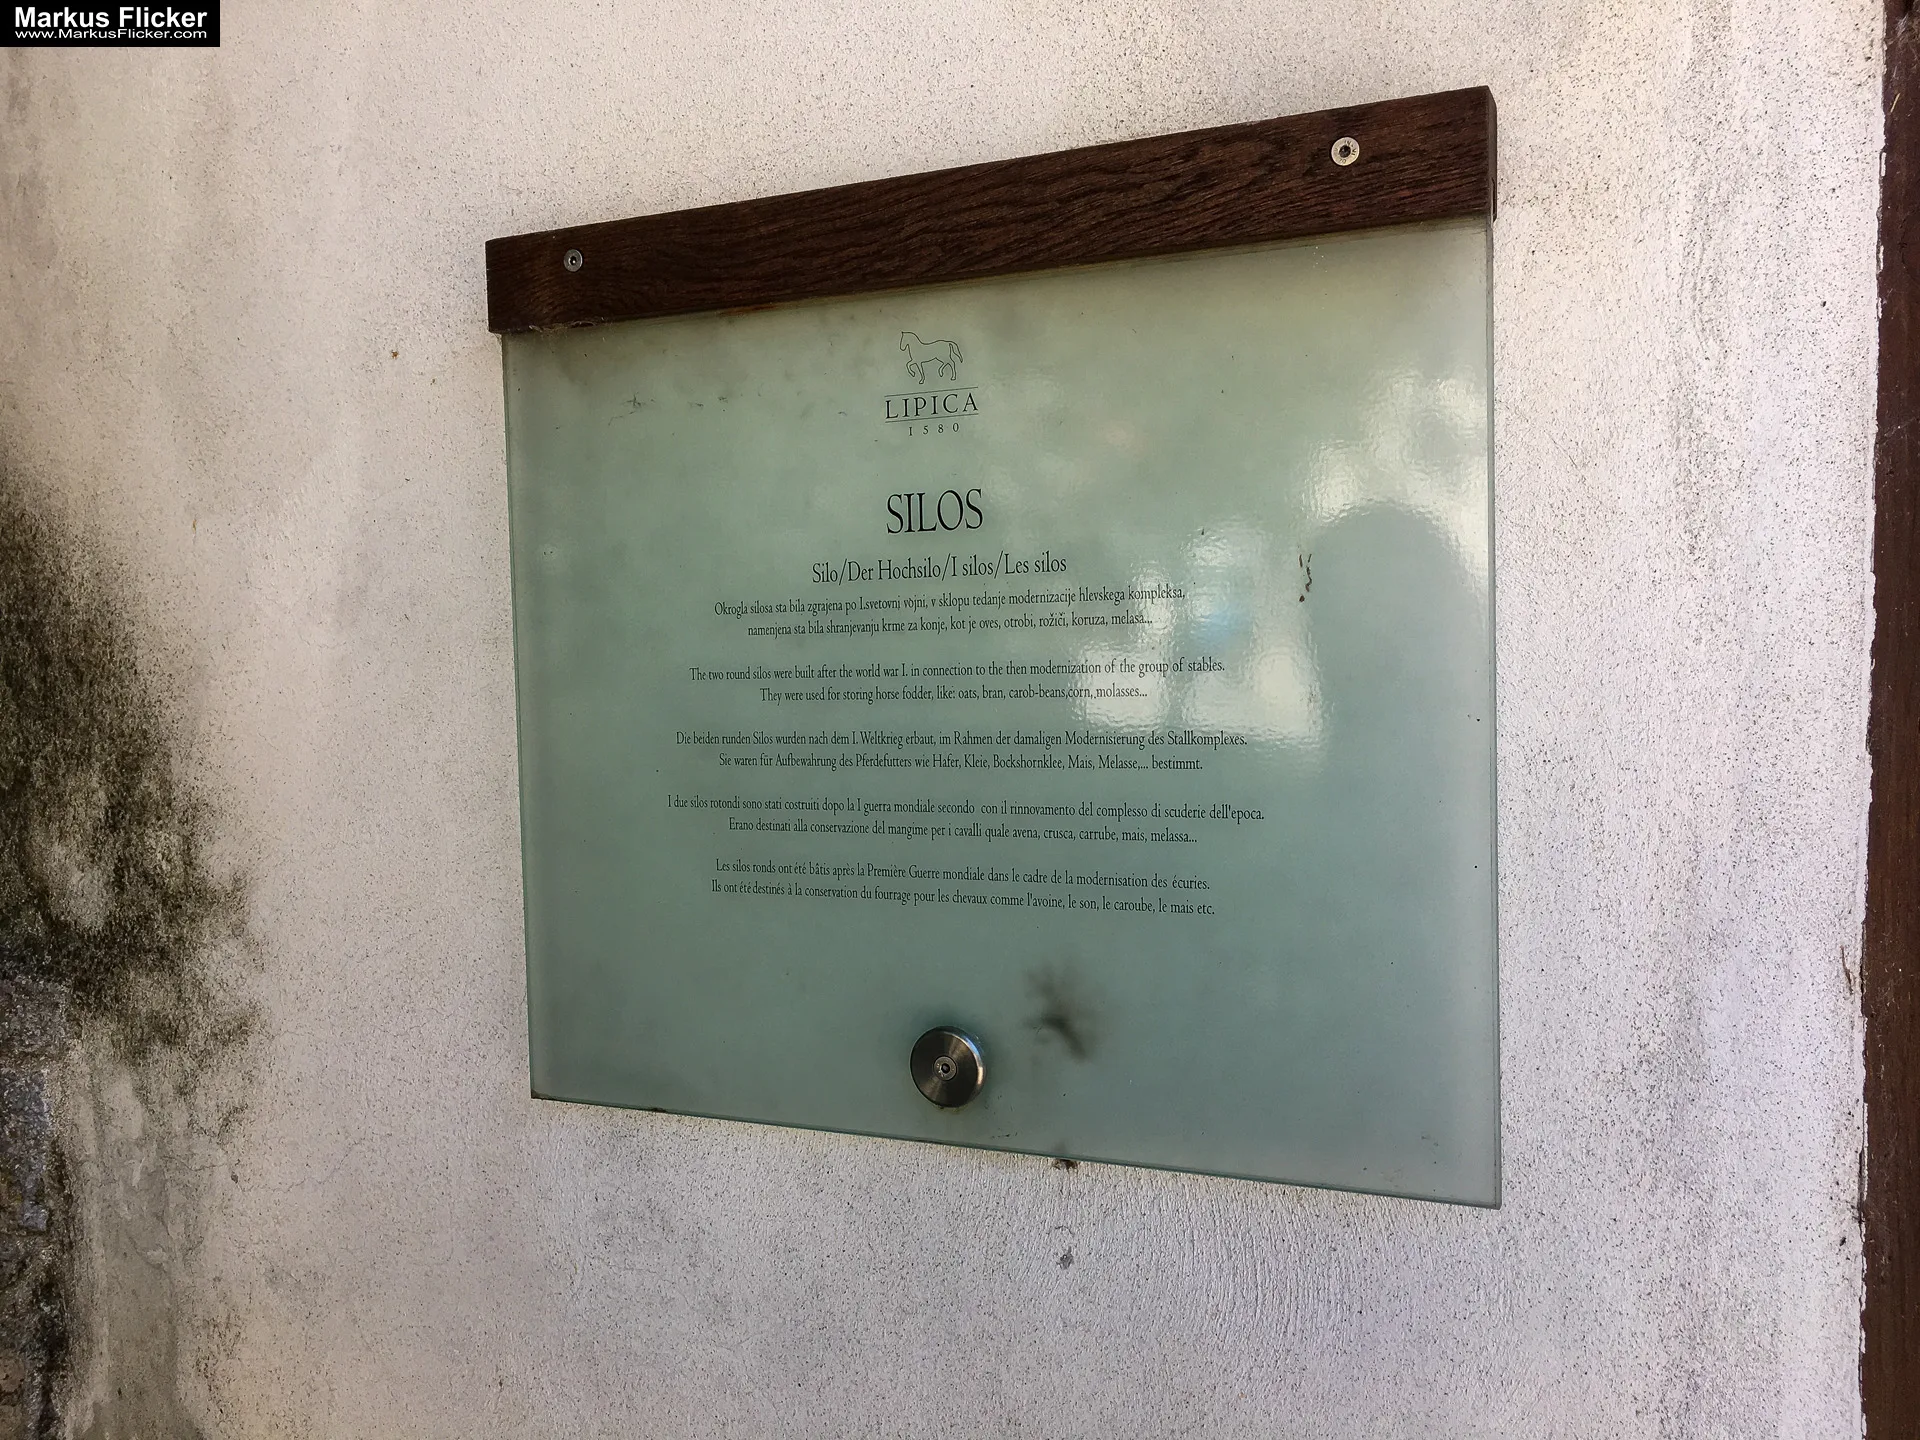 Markus Flicker
www.MarkusFlicker.com
LIPICA
1580
SILOS
Silo/Der Hochsilo/I silos/Les silos
Okrogla silosa sta bila zgrajena po I.svetovni vojni, v sklopu tedanje modernizacije hlevskega kompleksa,
namenjena sta bila shranjevanju krme za konje, kot je oves, otrobi, rožiči, koruza, melasa...
The two round silos were built after the world war I. in connection to the then modernization of the group of stables.
They were used for storing horse fodder, like: oats, bran, carob-beans,corn, molasses...
Die beiden runden Silos wurden nach dem I. Weltkrieg erbaut, im Rahmen der damaligen Modernisierung des Stallkomplexes.
Sie waren für Aufbewahrung des Pferdefutters wie Hafer, Kleie, Bockshornklee, Mais, Melasse,... bestimmt.
I due silos rotondi sono stati costruiti dopo la I guerra mondiale secondo con il rinnovamento del complesso di scuderie dell'epoca.
Erano destinati alla conservazione del mangime per i cavalli quale avena, crusca, carrube, mais, melassa...
Les silos ronds ont été bâtis après la Première Guerre mondiale dans le cadre de la modernisation des écuries.
Ils ont été destinés à la conservation du fourrage pour les chevaux comme l'avoine, le son, le caroube, le mais etc.